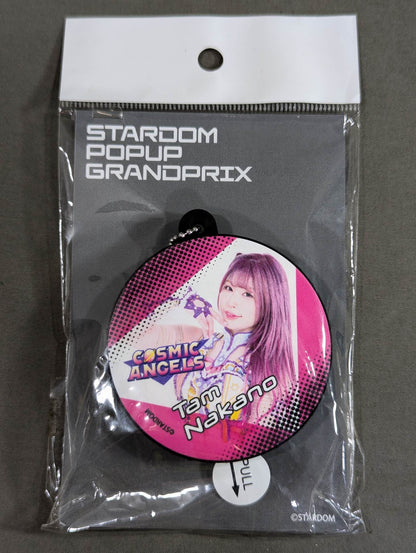 STARDOM
POPUP
GRANDPRIX
COSMIC
ANGELS
Tam
Nakano
©STARDOM
PULL
©STARDOM